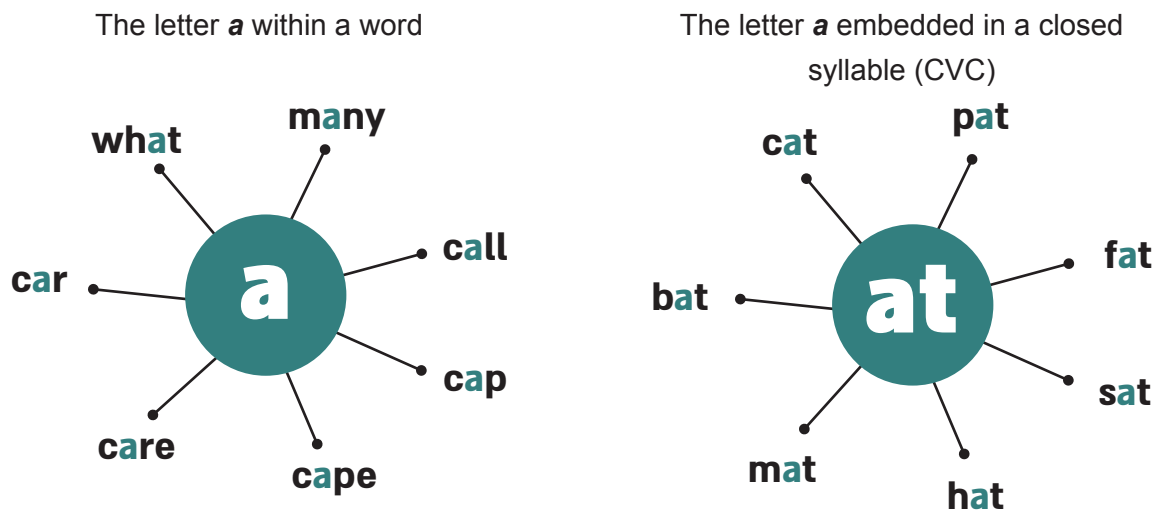 The letter a within a word
many
what
call
car
a
cap
care
cape
The letter a embedded in a closed
syllable (CVC)
pat
cat
fat
bat
at
sat
mat
hat